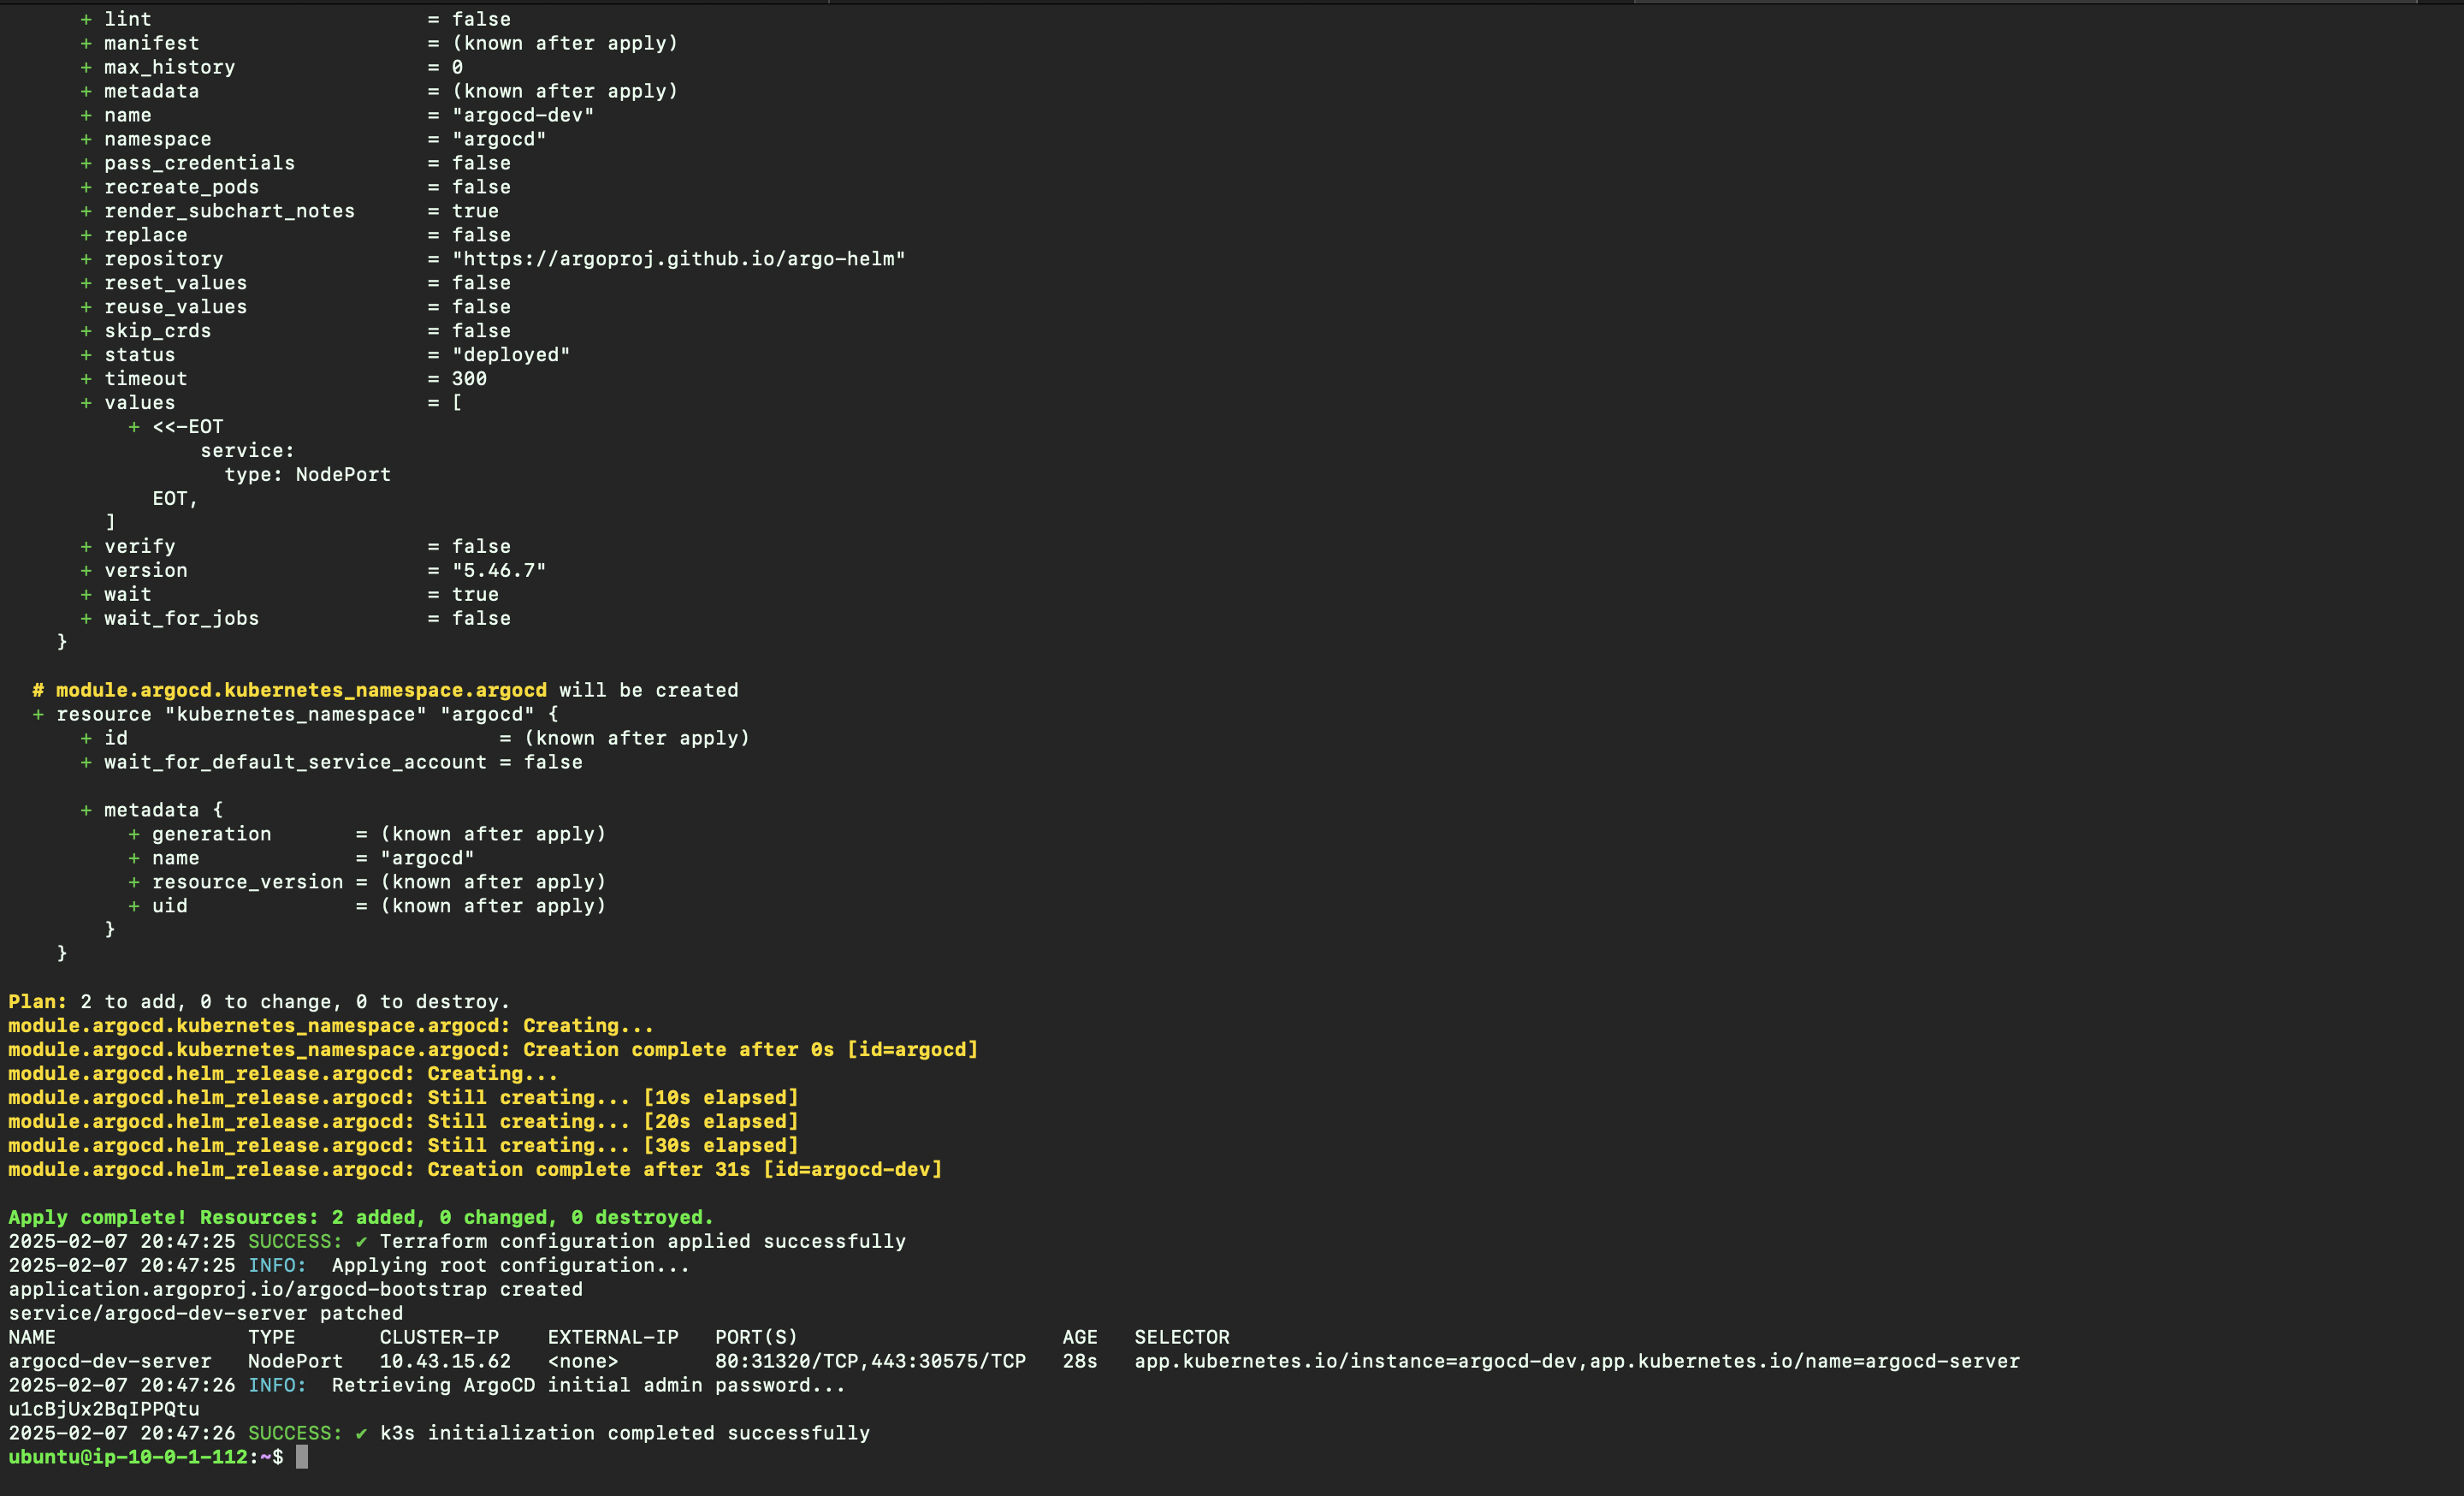 + lint                       = false
+ manifest                   = (known after apply)
+ max_history                = 0
+ metadata                   = (known after apply)
+ name                       = "argocd-dev"
+ namespace                  = "argocd"
+ pass_credentials           = false
+ recreate_pods              = false
+ render_subchart_notes      = true
+ replace                    = false
+ repository                 = "https://argoproj.github.io/argo-helm"
+ reset_values               = false
+ reuse_values               = false
+ skip_crds                  = false
+ status                     = "deployed"
+ timeout                    = 300
+ values                     = [
+ <<-EOT
service:
type: NodePort
EOT,
]
+ verify                     = false
+ version                    = "5.46.7"
+ wait                       = true
+ wait_for_jobs              = false
}
# module.argocd.kubernetes_namespace.argocd will be created
+ resource "kubernetes_namespace" "argocd" {
+ id                               = (known after apply)
+ wait_for_default_service_account = false
+ metadata {
+ generation       = (known after apply)
+ name             = "argocd"
+ resource_version = (known after apply)
+ uid              = (known after apply)
}
}
Plan: 2 to add, 0 to change, 0 to destroy.
module.argocd.kubernetes_namespace.argocd: Creating...
module.argocd.kubernetes_namespace.argocd: Creation complete after 0s [id=argocd]
module.argocd.helm_release.argocd: Creating...
module.argocd.helm_release.argocd: Still creating... [10s elapsed]
module.argocd.helm_release.argocd: Still creating... [20s elapsed]
module.argocd.helm_release.argocd: Still creating... [30s elapsed]
module.argocd.helm_release.argocd: Creation complete after 31s [id=argocd-dev]
Apply complete! Resources: 2 added, 0 changed, 0 destroyed.
2025-02-07 20:47:25 SUCCESS: ✔ Terraform configuration applied successfully
2025-02-07 20:47:25 INFO:  Applying root configuration...
application.argoproj.io/argocd-bootstrap created
service/argocd-dev-server patched
NAME                TYPE       CLUSTER-IP    EXTERNAL-IP   PORT(S)                      AGE   SELECTOR
argocd-dev-server   NodePort   10.43.15.62   <none>        80:31320/TCP,443:30575/TCP   28s   app.kubernetes.io/instance=argocd-dev,app.kubernetes.io/name=argocd-server
2025-02-07 20:47:26 INFO:  Retrieving ArgoCD initial admin password...
u1cBjUx2BqIPPQtu
2025-02-07 20:47:26 SUCCESS: ✔ k3s initialization completed successfully
ubuntu@ip-10-0-1-112:~$